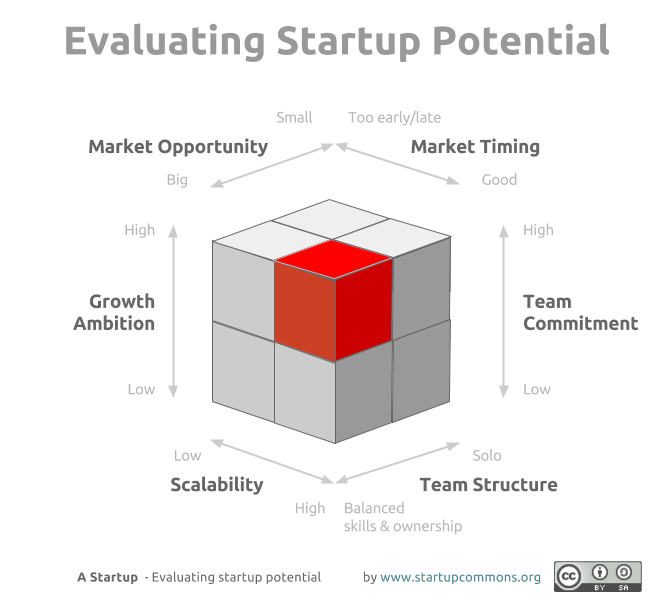 Evaluating Startup Potential
Small
Too early/late
Market Opportunity
Market Timing
Big
Good
High
High
Growth
Ambition
Team
Commitment
Low
Low
Low
Solo
Scalability
Team Structure
High
Balanced
skills & ownership
A Startup - Evaluating startup potential
by www.startupcommons.org
cc
BY SA